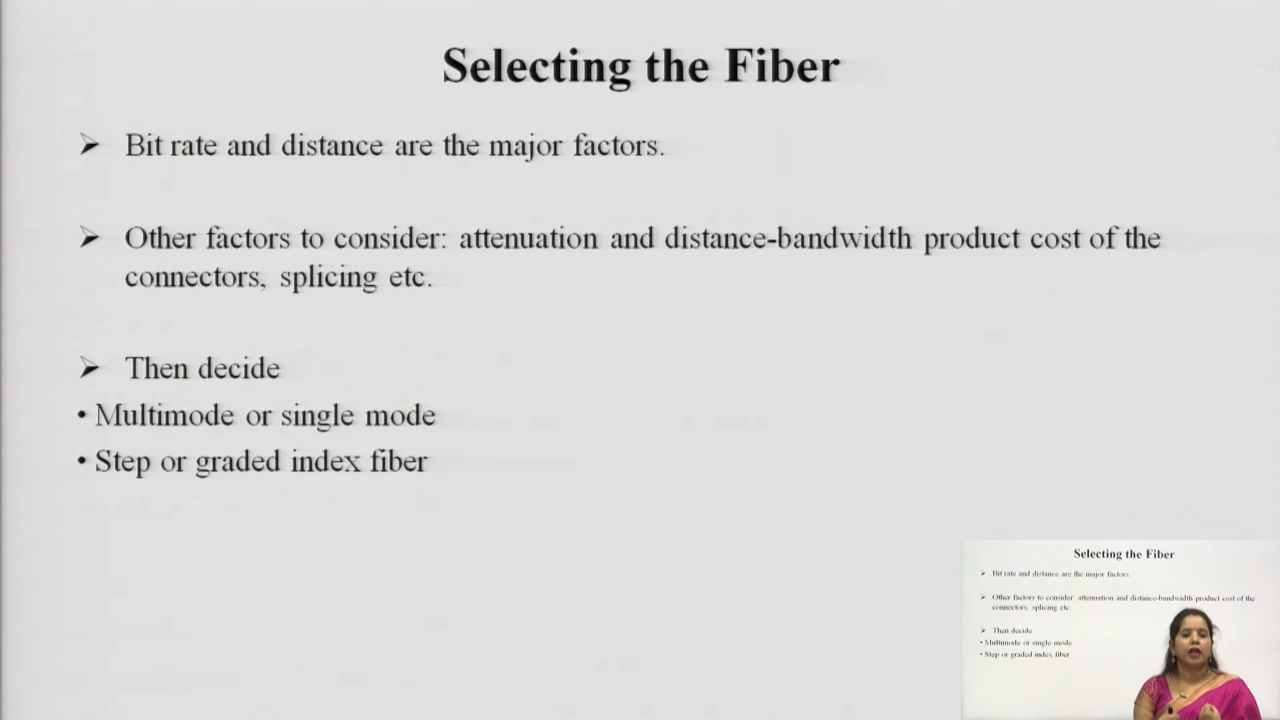 Selecting the Fiber
➢ Bit rate and distance are the major factors.
➢ Other factors to consider: attenuation and distance-bandwidth product cost of the
connectors, splicing etc.
➢ Then decide
• Multimode or single mode
• Step or graded index fiber
Selecting the Fiber
➢ Bit rate and distance are the major factors.
➢ Other factors to consider: attenuation and distance-bandwidth product cost of the
connectors, splicing etc.
➢ Then decide
• Multimode or single mode
• Step or graded index fiber